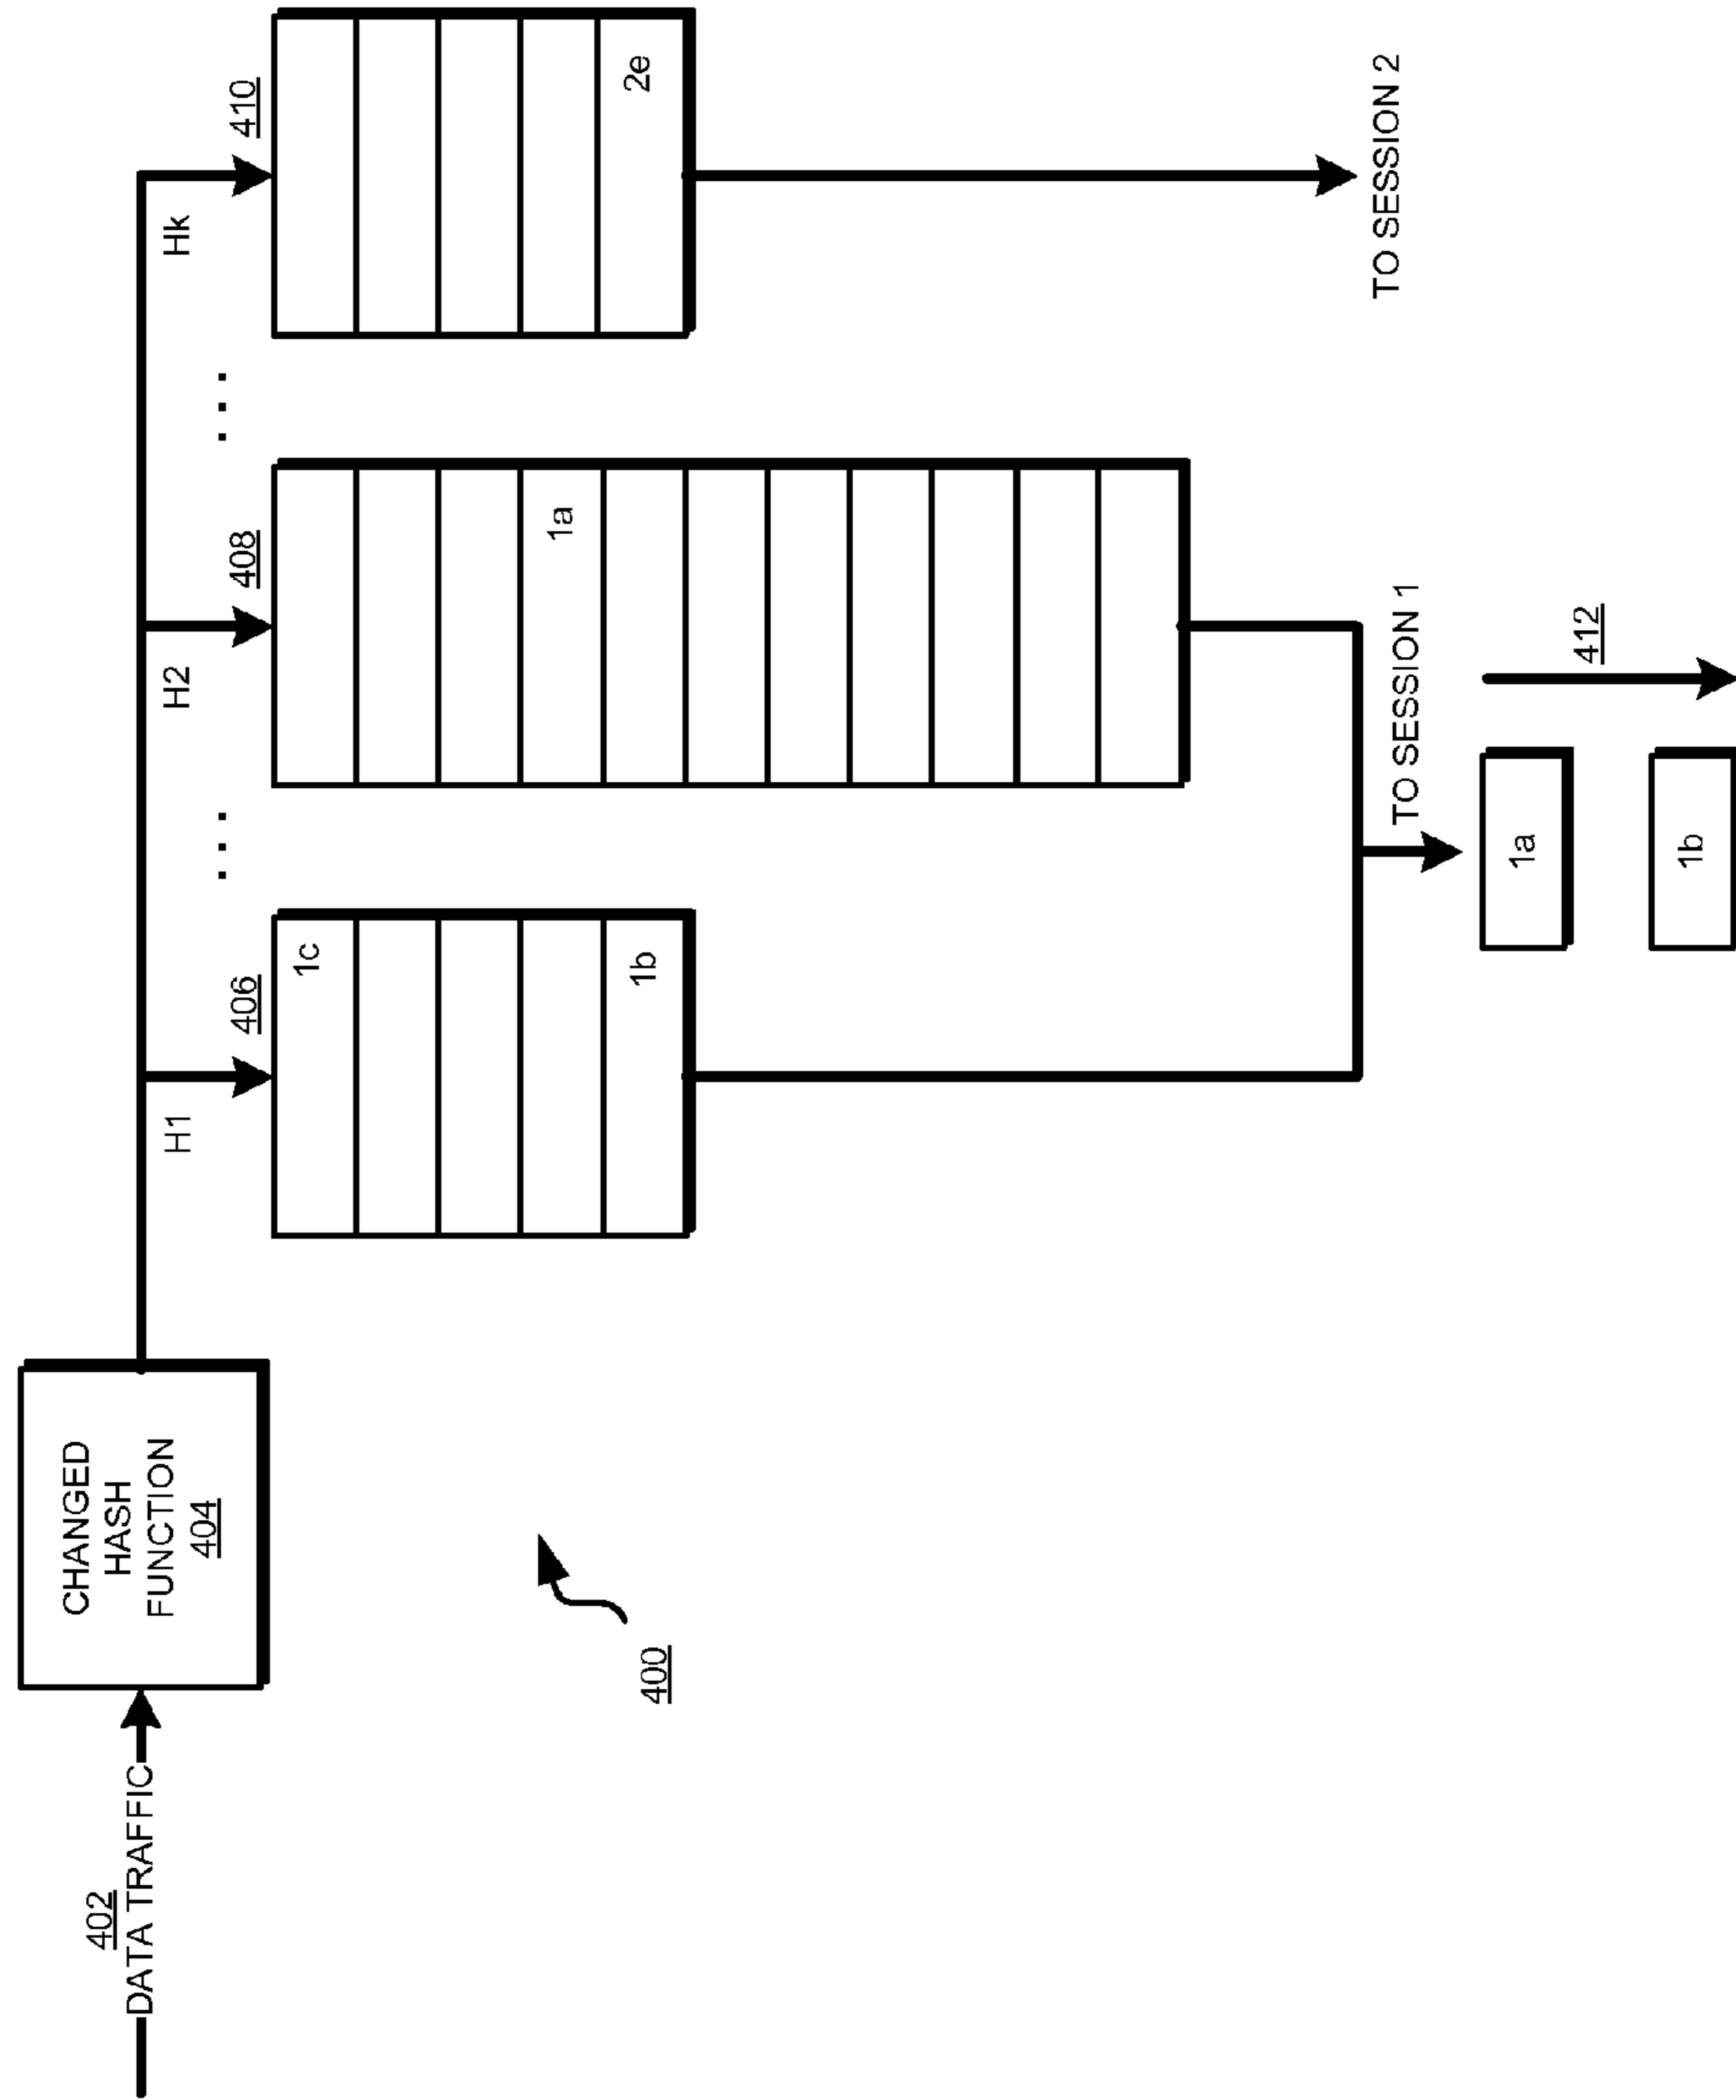 402
DATA TRAFFIC
CHANGED
HASH
FUNCTION
404
H1
H2
Hk
406
408
410
1c
1b
1a
2e
400
TO SESSION 1
TO SESSION 2
1a
1b
412